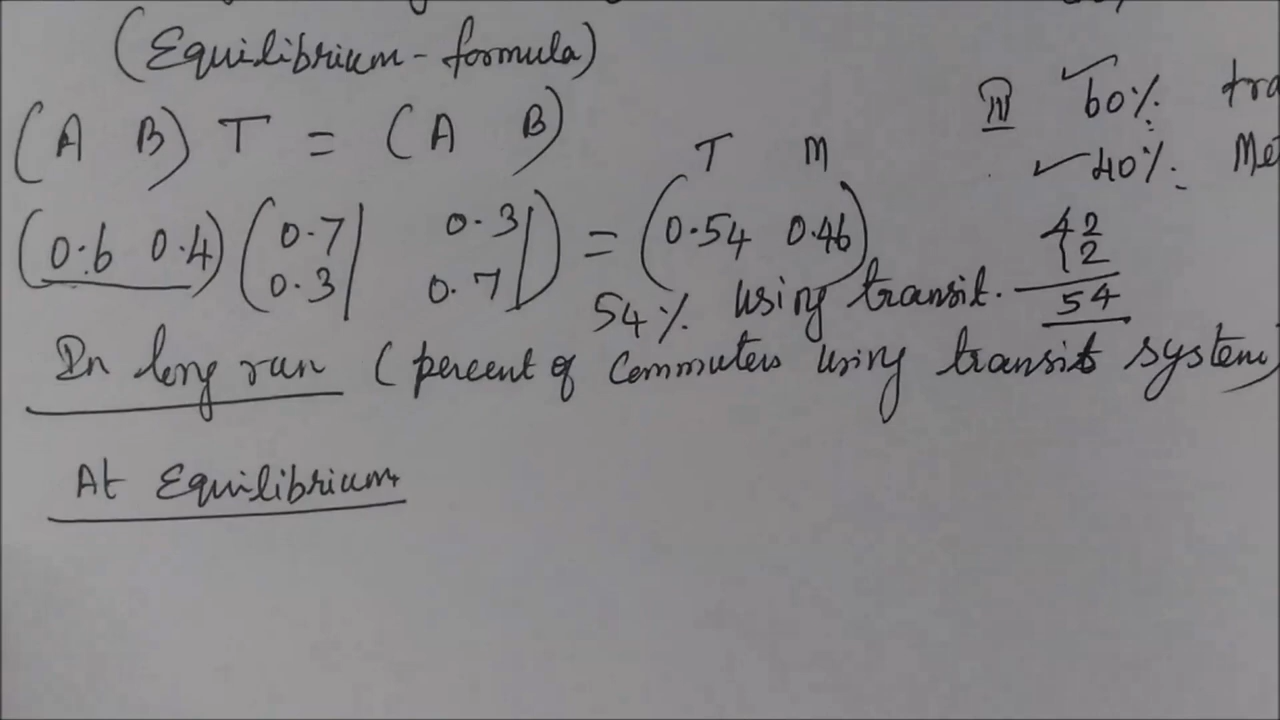 (Equilibrium - formula)
(A B) T = (A B)
III 60%. tra
40%. Me
T M
(0.6 0.4) (0.7 0.3
0.3 0.7) = (0.54 0.46)
42
12
54
54% using transit.
In long run (percent of commuters using transit system)
At Equilibrium